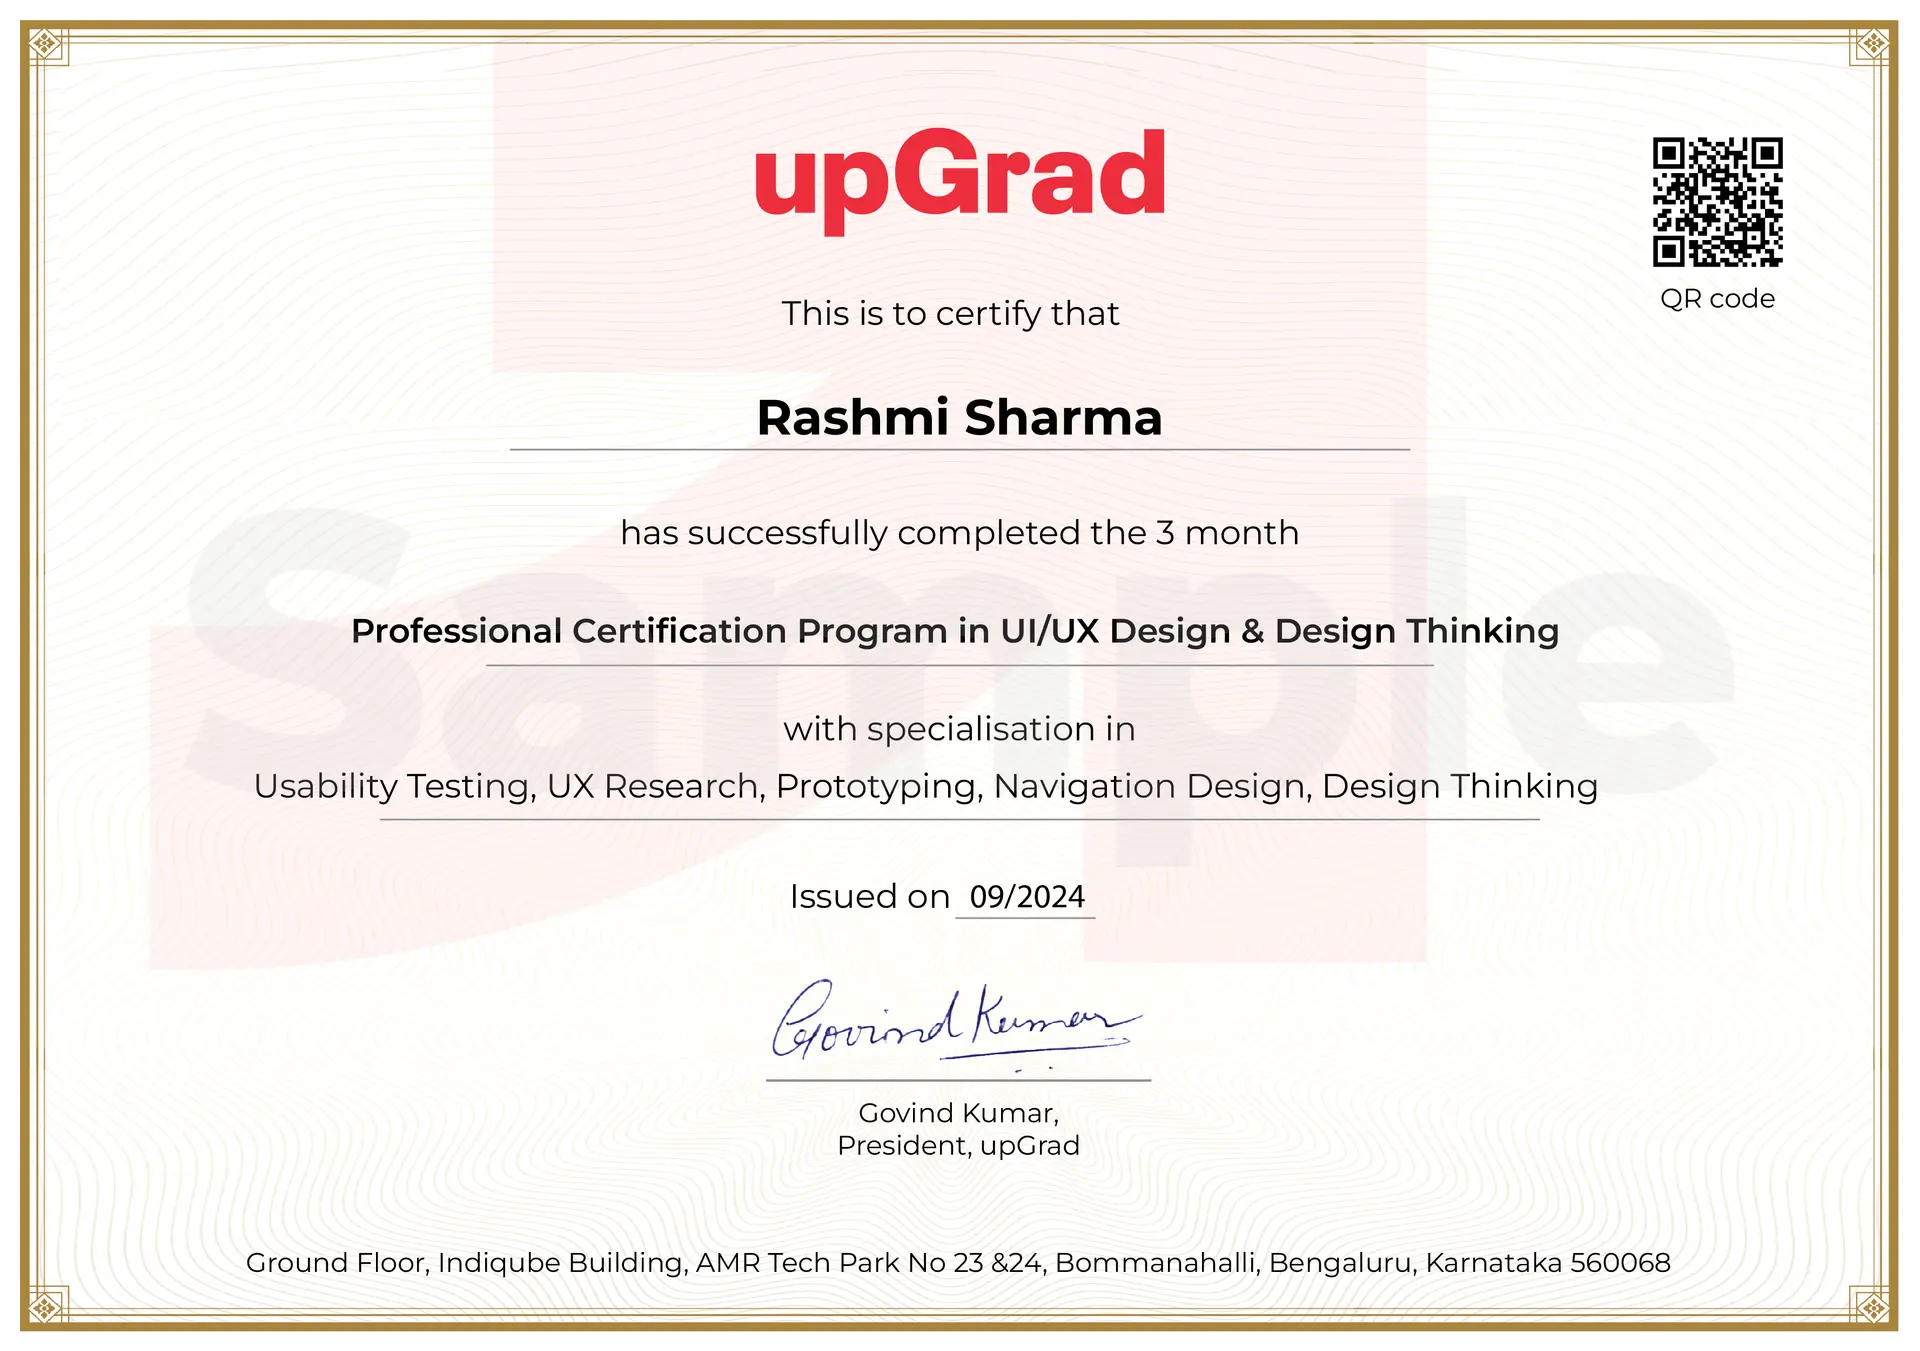 upGrad
QR code
This is to certify that
Rashmi Sharma
has successfully completed the 3 month
Professional Certification Program in UI/UX Design & Design Thinking
Sample
with specialisation in
Usability Testing, UX Research, Prototyping, Navigation Design, Design Thinking
Issued on 09/2024
Govind Kumar
Govind Kumar,
President, upGrad
Ground Floor, Indiqube Building, AMR Tech Park No 23 &24, Bommanahalli, Bengaluru, Karnataka 560068